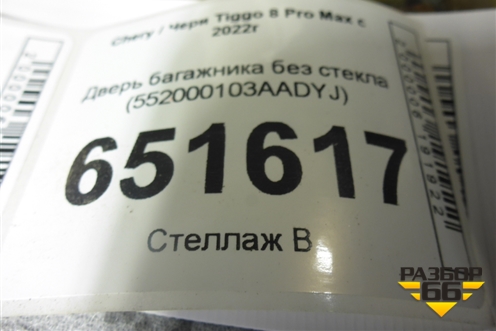 Chery / Чери Tiggo 8 Pro Max с
2022г
Дверь багажника без стекла
(552000103AADYJ)
651617
Стеллаж В
РАЗБОР
66